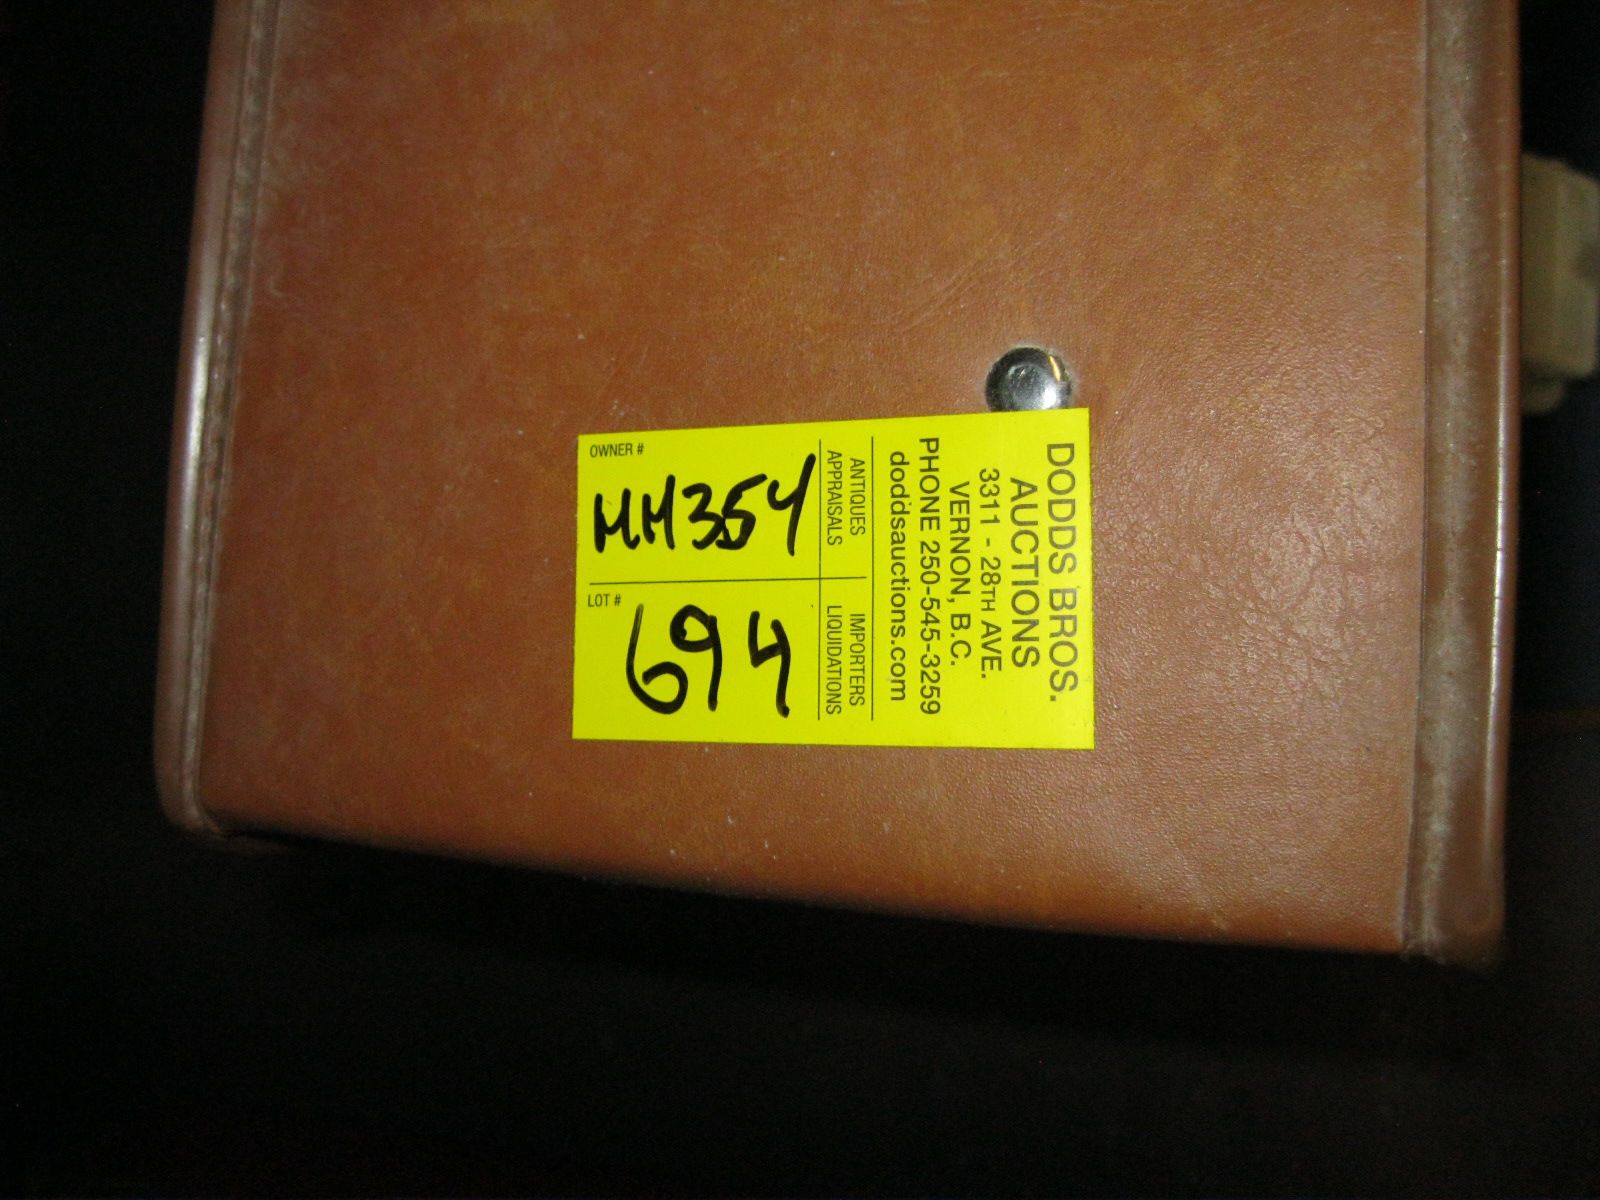 DODDS BROS.
AUCTIONS
3311 - 28TH AVE.
VERNON, B.C.
PHONE 250-545-3259
doddsauctions.com
ANTIQUES
APPRAISALS
IMPORTERS
LIQUIDATIONS
OWNER #
MM354
LOT #
694